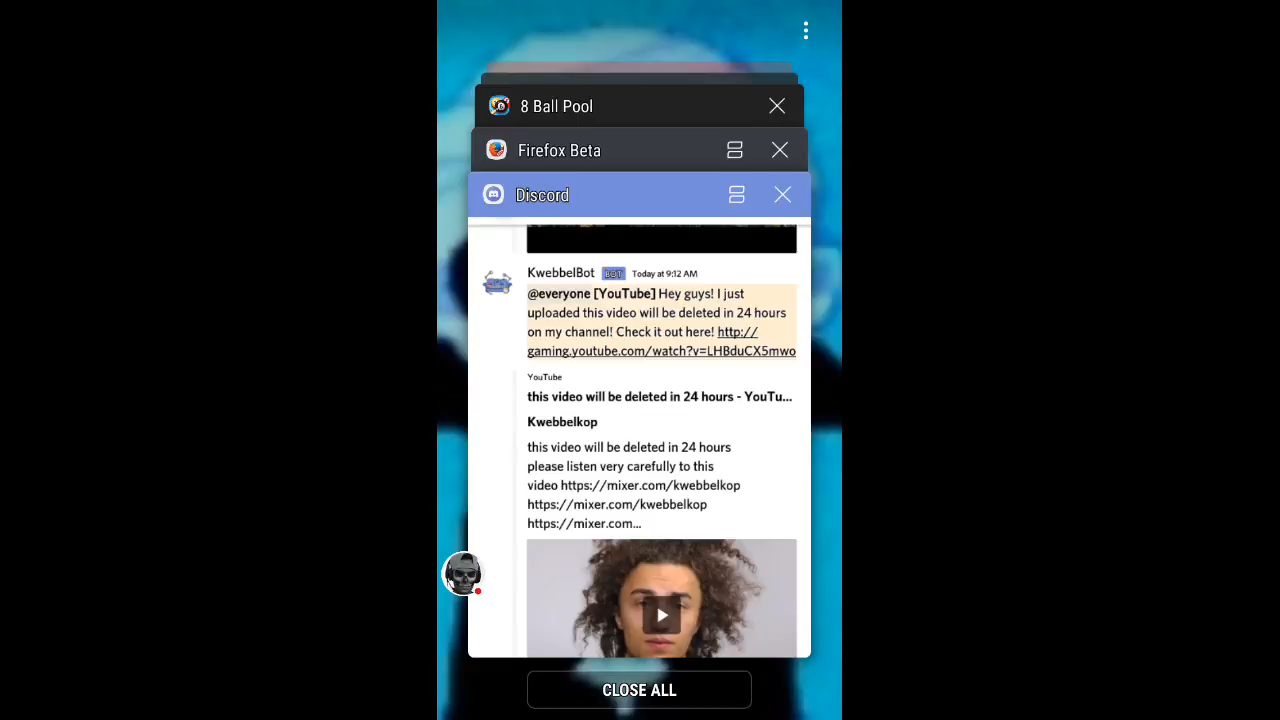 8 Ball Pool
Firefox Beta
Discord
KwebbelBot BOT Today at 9:12 AM
@everyone [YouTube] Hey guys! I just
uploaded this video will be deleted in 24 hours
on my channel! Check it out here! http://
gaming.youtube.com/watch?v=LHBduCX5mwo
YouTube
this video will be deleted in 24 hours - YouTu...
Kwebbelkop
this video will be deleted in 24 hours
please listen very carefully to this
video https://mixer.com/kwebbelkop
https://mixer.com/kwebbelkop
https://mixer.com...
CLOSE ALL